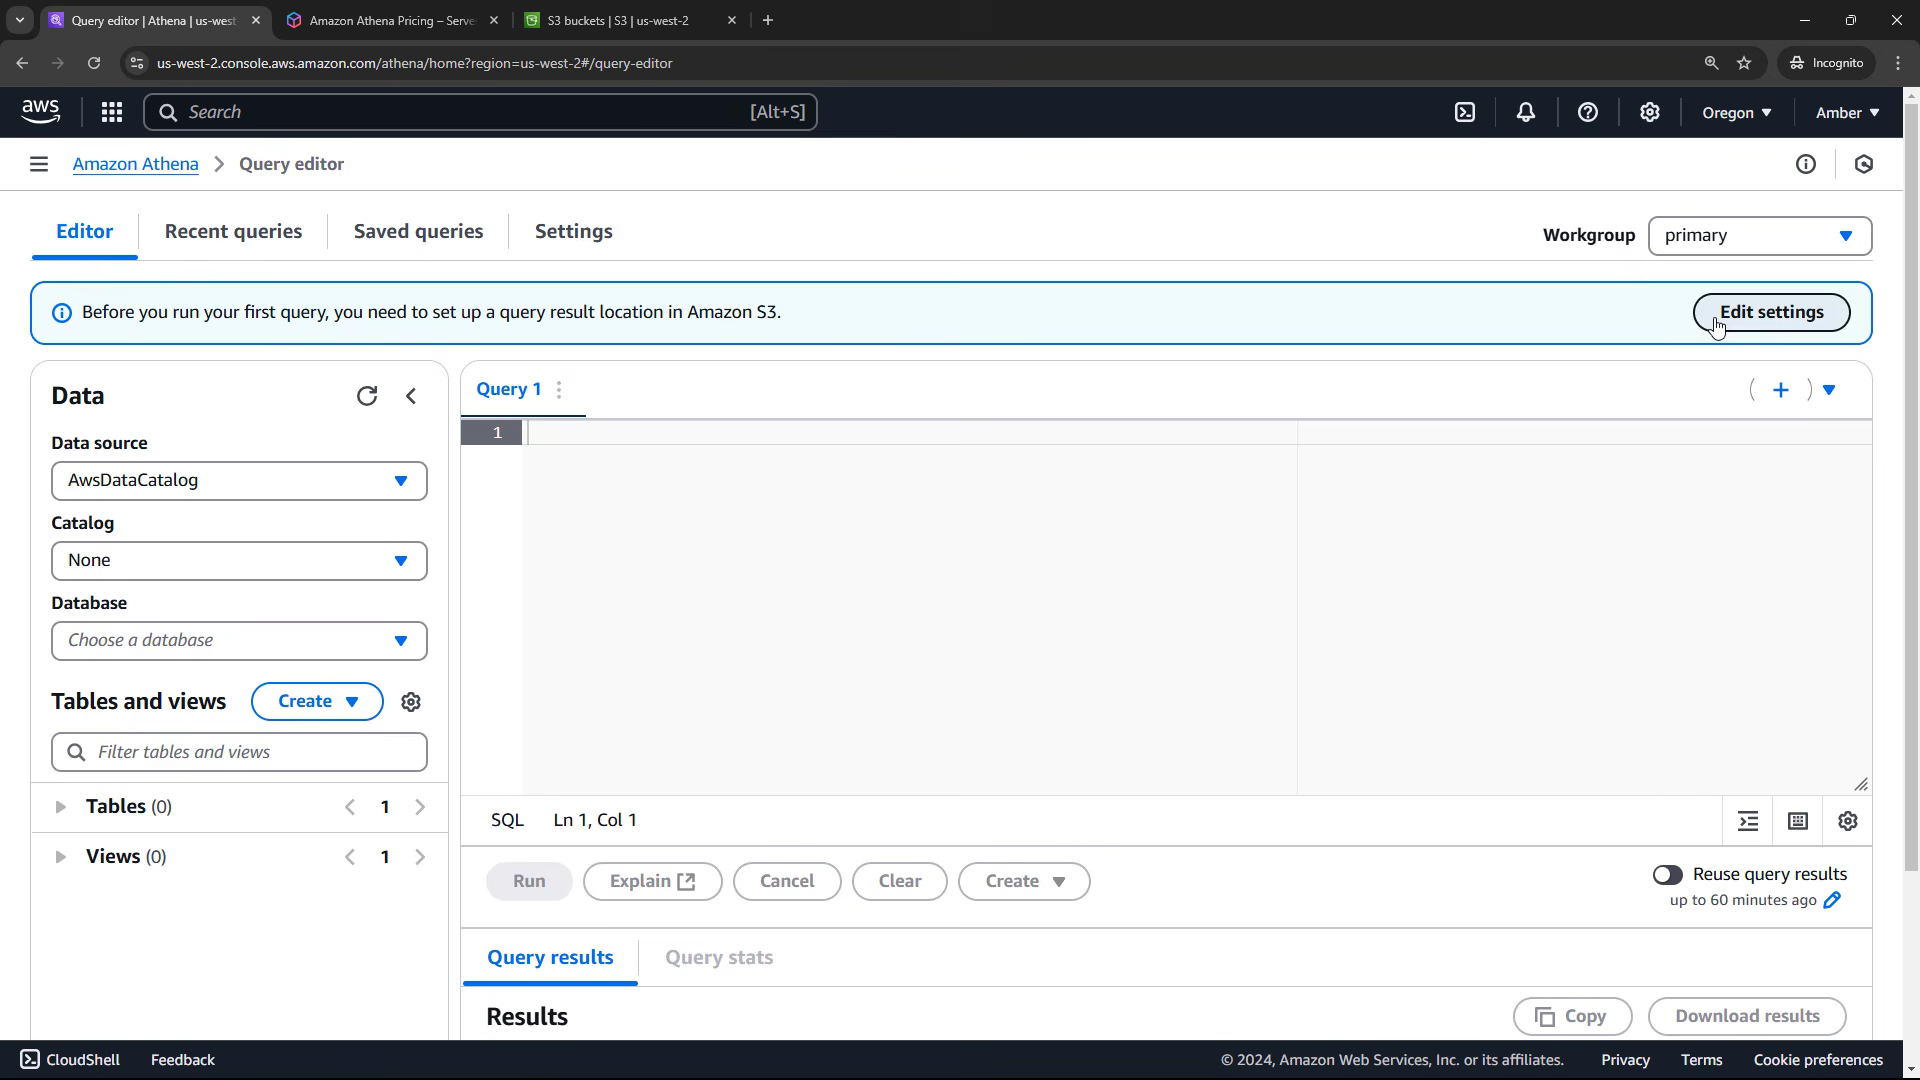 Query editor | Athena | us-west
Amazon Athena Pricing – Serve
S3 buckets | S3 | us-west-2
us-west-2.console.aws.amazon.com/athena/home?region=us-west-2#/query-editor
Incognito
aws
Search
[Alt+S]
Oregon
Amber
Amazon Athena
Query editor
Editor
Recent queries
Saved queries
Settings
Workgroup
primary
Before you run your first query, you need to set up a query result location in Amazon S3.
Edit settings
Data
Data source
AwsDataCatalog
Catalog
None
Database
Choose a database
Tables and views
Create
Filter tables and views
Tables (0)
1
Views (0)
1
Query 1
1
SQL
Ln 1, Col 1
Run
Explain
Cancel
Clear
Create
Reuse query results
up to 60 minutes ago
Query results
Query stats
Results
Copy
Download results
CloudShell
Feedback
© 2024, Amazon Web Services, Inc. or its affiliates.
Privacy
Terms
Cookie preferences